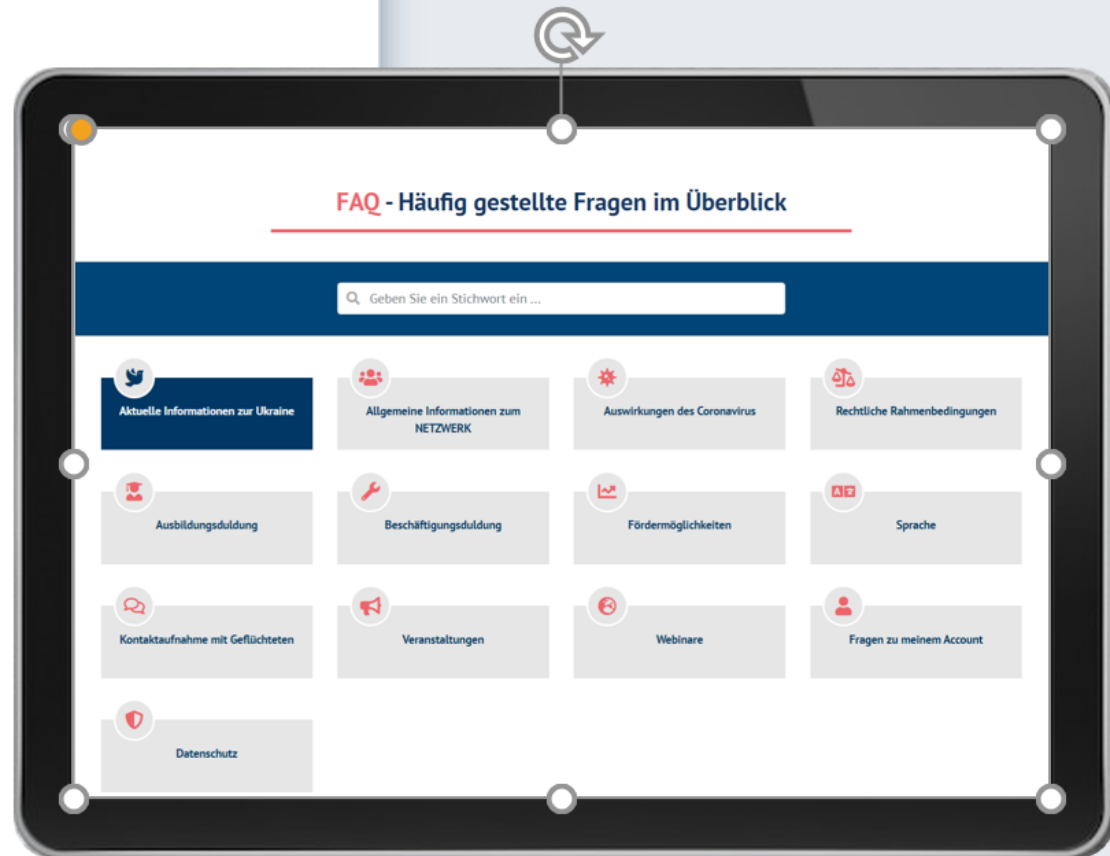 FAQ - Häufig gestellte Fragen im Überblick
Geben Sie ein Stichwort ein ...
Aktuelle Informationen zur Ukraine
Allgemeine Informationen zum
NETZWERK
Auswirkungen des Coronavirus
Rechtliche Rahmenbedingungen
Ausbildungsduldung
Beschäftigungsduldung
Fördermöglichkeiten
Sprache
Kontaktaufnahme mit Geflüchteten
Veranstaltungen
Webinare
Fragen zu meinem Account
Datenschutz